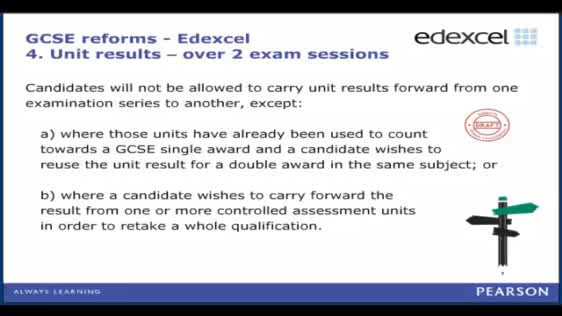 GCSE reforms - Edexcel
edexcel
4. Unit results – over 2 exam sessions
Candidates will not be allowed to carry unit results forward from one
examination series to another, except:
DRAFT
a) where those units have already been used to count
towards a GCSE single award and a candidate wishes to
reuse the unit result for a double award in the same subject; or
b) where a candidate wishes to carry forward the
result from one or more controlled assessment units
in order to retake a whole qualification.
ALWAYS LEARNING
PEARSON